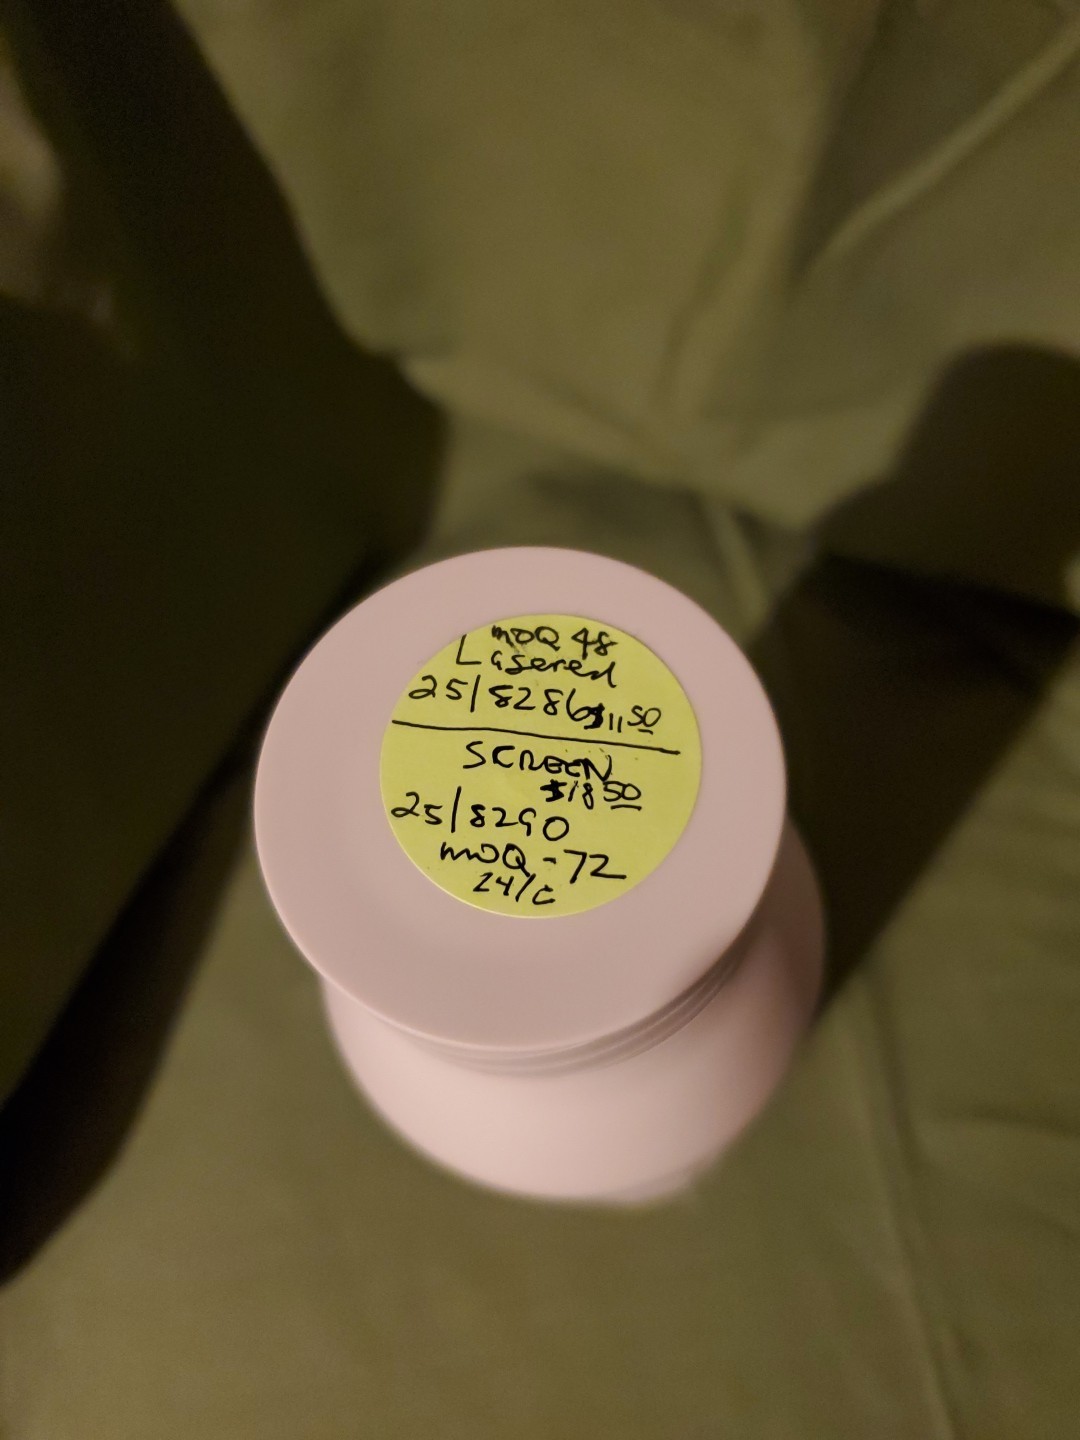 MOQ 48
Lasered
25/8286 $11 50
SCREEN
$18 50
25/8290
MOQ - 72
24/c